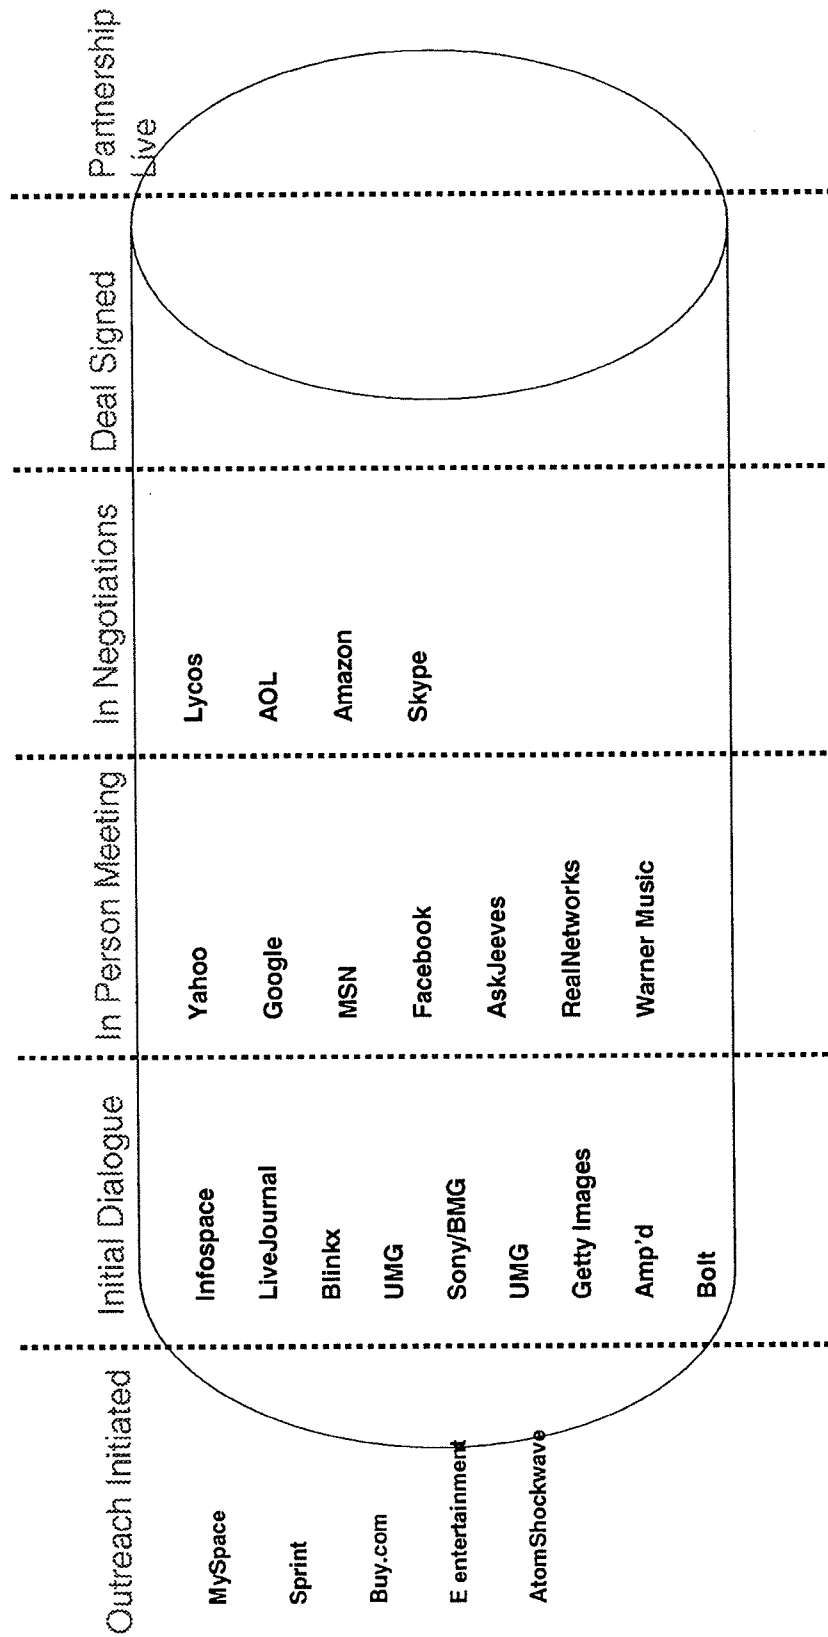 Outreach Initiated
MySpace
Sprint
Buy.com
E entertainment
AtomShockwave
Initial Dialogue
Infospace
LiveJournal
Blinkx
UMG
Sony/BMG
UMG
Getty Images
Amp'd
Bolt
In Person Meeting
Yahoo
Google
MSN
Facebook
AskJeeves
RealNetworks
Warner Music
In Negotiations
Lycos
AOL
Amazon
Skype
Deal Signed
Partnership
Live